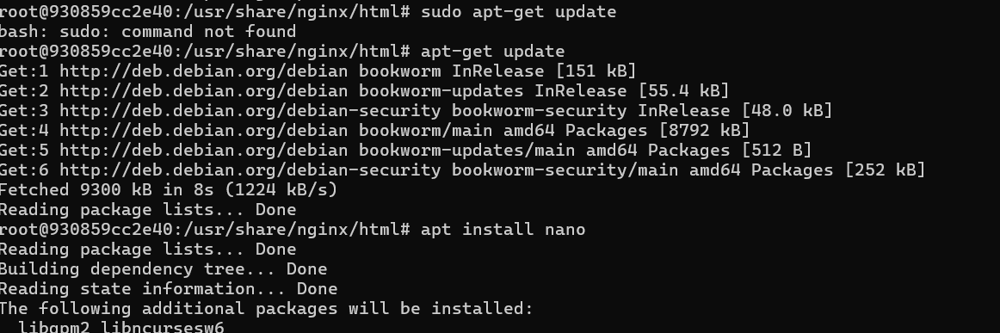 root@930859cc2e40:/usr/share/nginx/html# sudo apt-get update
bash: sudo: command not found
root@930859cc2e40:/usr/share/nginx/html# apt-get update
Get:1 http://deb.debian.org/debian bookworm InRelease [151 kB]
Get:2 http://deb.debian.org/debian bookworm-updates InRelease [55.4 kB]
Get:3 http://deb.debian.org/debian-security bookworm-security InRelease [48.0 kB]
Get:4 http://deb.debian.org/debian bookworm/main amd64 Packages [8792 kB]
Get:5 http://deb.debian.org/debian bookworm-updates/main amd64 Packages [512 B]
Get:6 http://deb.debian.org/debian-security bookworm-security/main amd64 Packages [252 kB]
Fetched 9300 kB in 8s (1224 kB/s)
Reading package lists... Done
root@930859cc2e40:/usr/share/nginx/html# apt install nano
Reading package lists... Done
Building dependency tree... Done
Reading state information... Done
The following additional packages will be installed:
  libgpm2 libncursesw6